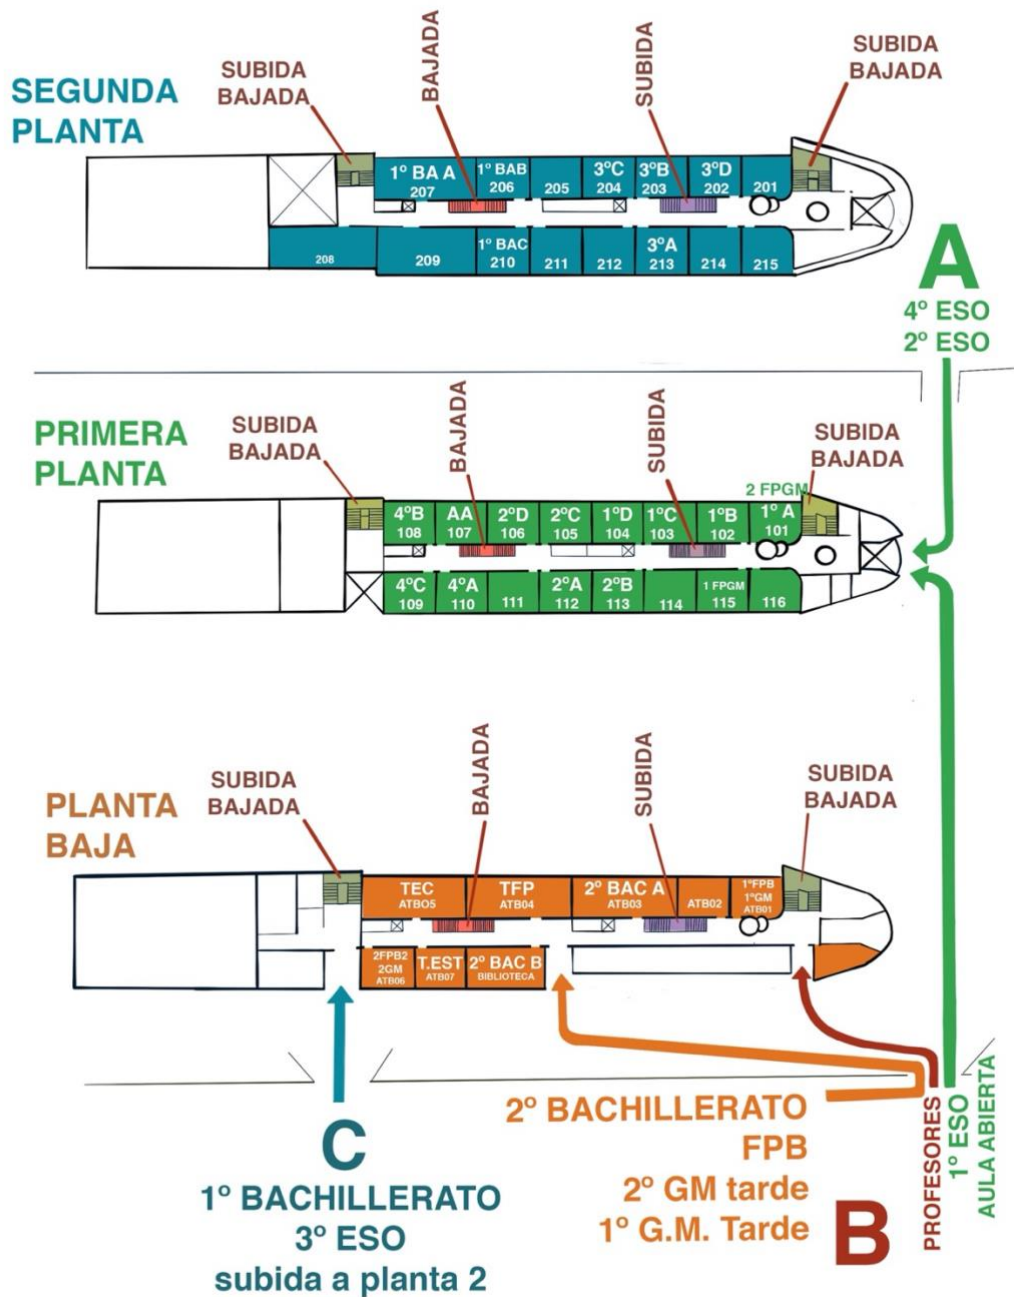 SEGUNDA
PLANTA
SUBIDA
BAJADA
BAJADA
SUBIDA
SUBIDA
BAJADA
1º BA A
207
1º BAB
206
205
3ºC
204
3ºB
203
3ºD
202
201
208
209
1º BAC
210
211
212
3ºA
213
214
215
A
4º ESO
2º ESO
PRIMERA
PLANTA
SUBIDA
BAJADA
BAJADA
SUBIDA
SUBIDA
BAJADA
2 FPGM
4ºB
108
AA
107
2ºD
106
2ºC
105
1ºD
104
1ºC
103
1ºB
102
1º A
101
4ºC
109
4ºA
110
111
2ºA
112
2ºB
113
114
1 FPGM
115
116
PLANTA
BAJA
SUBIDA
BAJADA
BAJADA
SUBIDA
SUBIDA
BAJADA
TEC
ATBO5
TFP
ATB04
2º BAC A
ATB03
ATB02
1ºFPB
1ºGM
ATB01
2FPB2
2GM
ATB06
T.EST
ATB07
2º BAC B
BIBLIOTECA
C
1º BACHILLERATO
3º ESO
subida a planta 2
2º BACHILLERATO
FPB
2º GM tarde
1º G.M. Tarde
B
PROFESORES
1º ESO
AULA ABIERTA